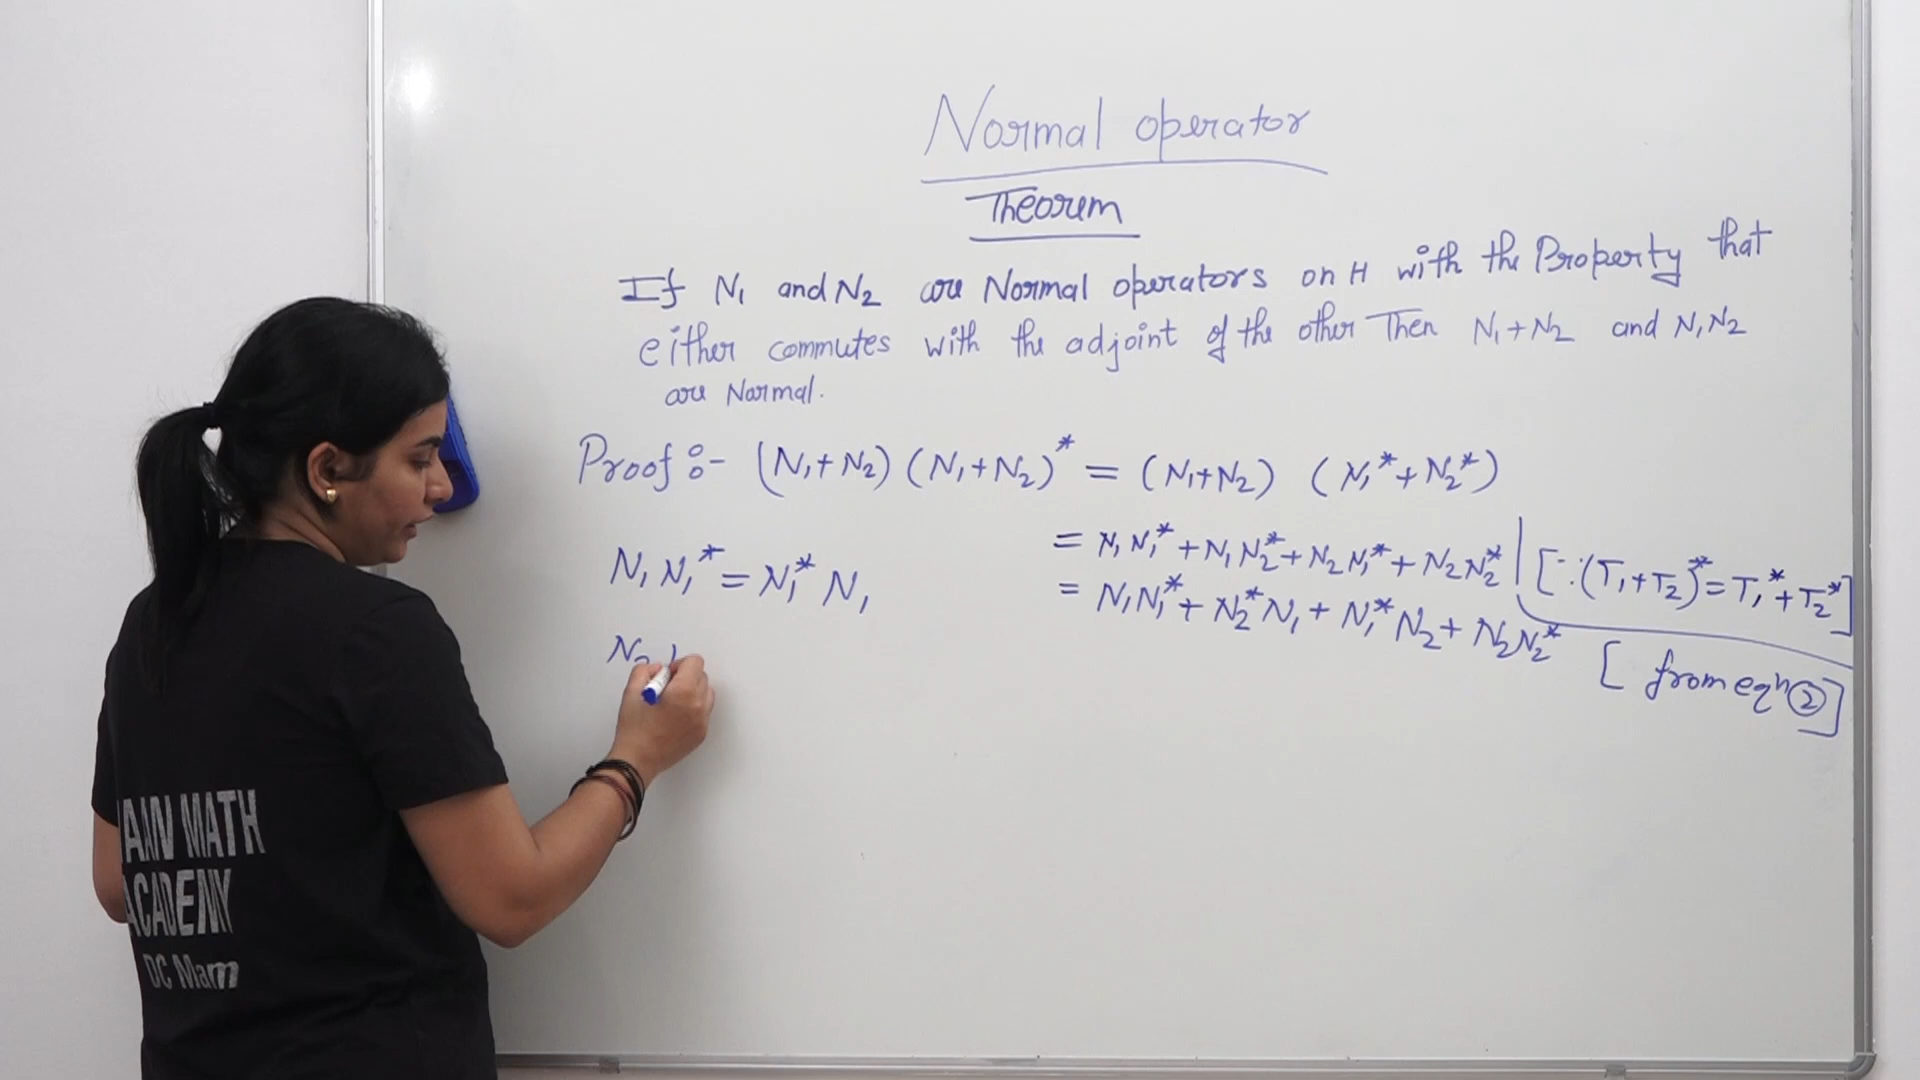 Normal operator
Theorem
If N₁ and N₂ are Normal operators on H with the Property that
either commutes with the adjoint of the other Then N₁+N₂ and N₁N₂
are Normal.
Proof :- (N₁+N₂) (N₁+N₂)* = (N₁+N₂) (N₁*+N₂*)
= N₁N₁*+N₁N₂*+N₂N₁*+N₂N₂* [∵(T₁+T₂)*=T₁*+T₂*]
= N₁N₁*+N₂*N₁+N₁*N₂+N₂N₂* [from eqⁿ②]
N₁N₁*=N₁*N₁
N₂
AAN MATH
ACADEMY
DC Mam